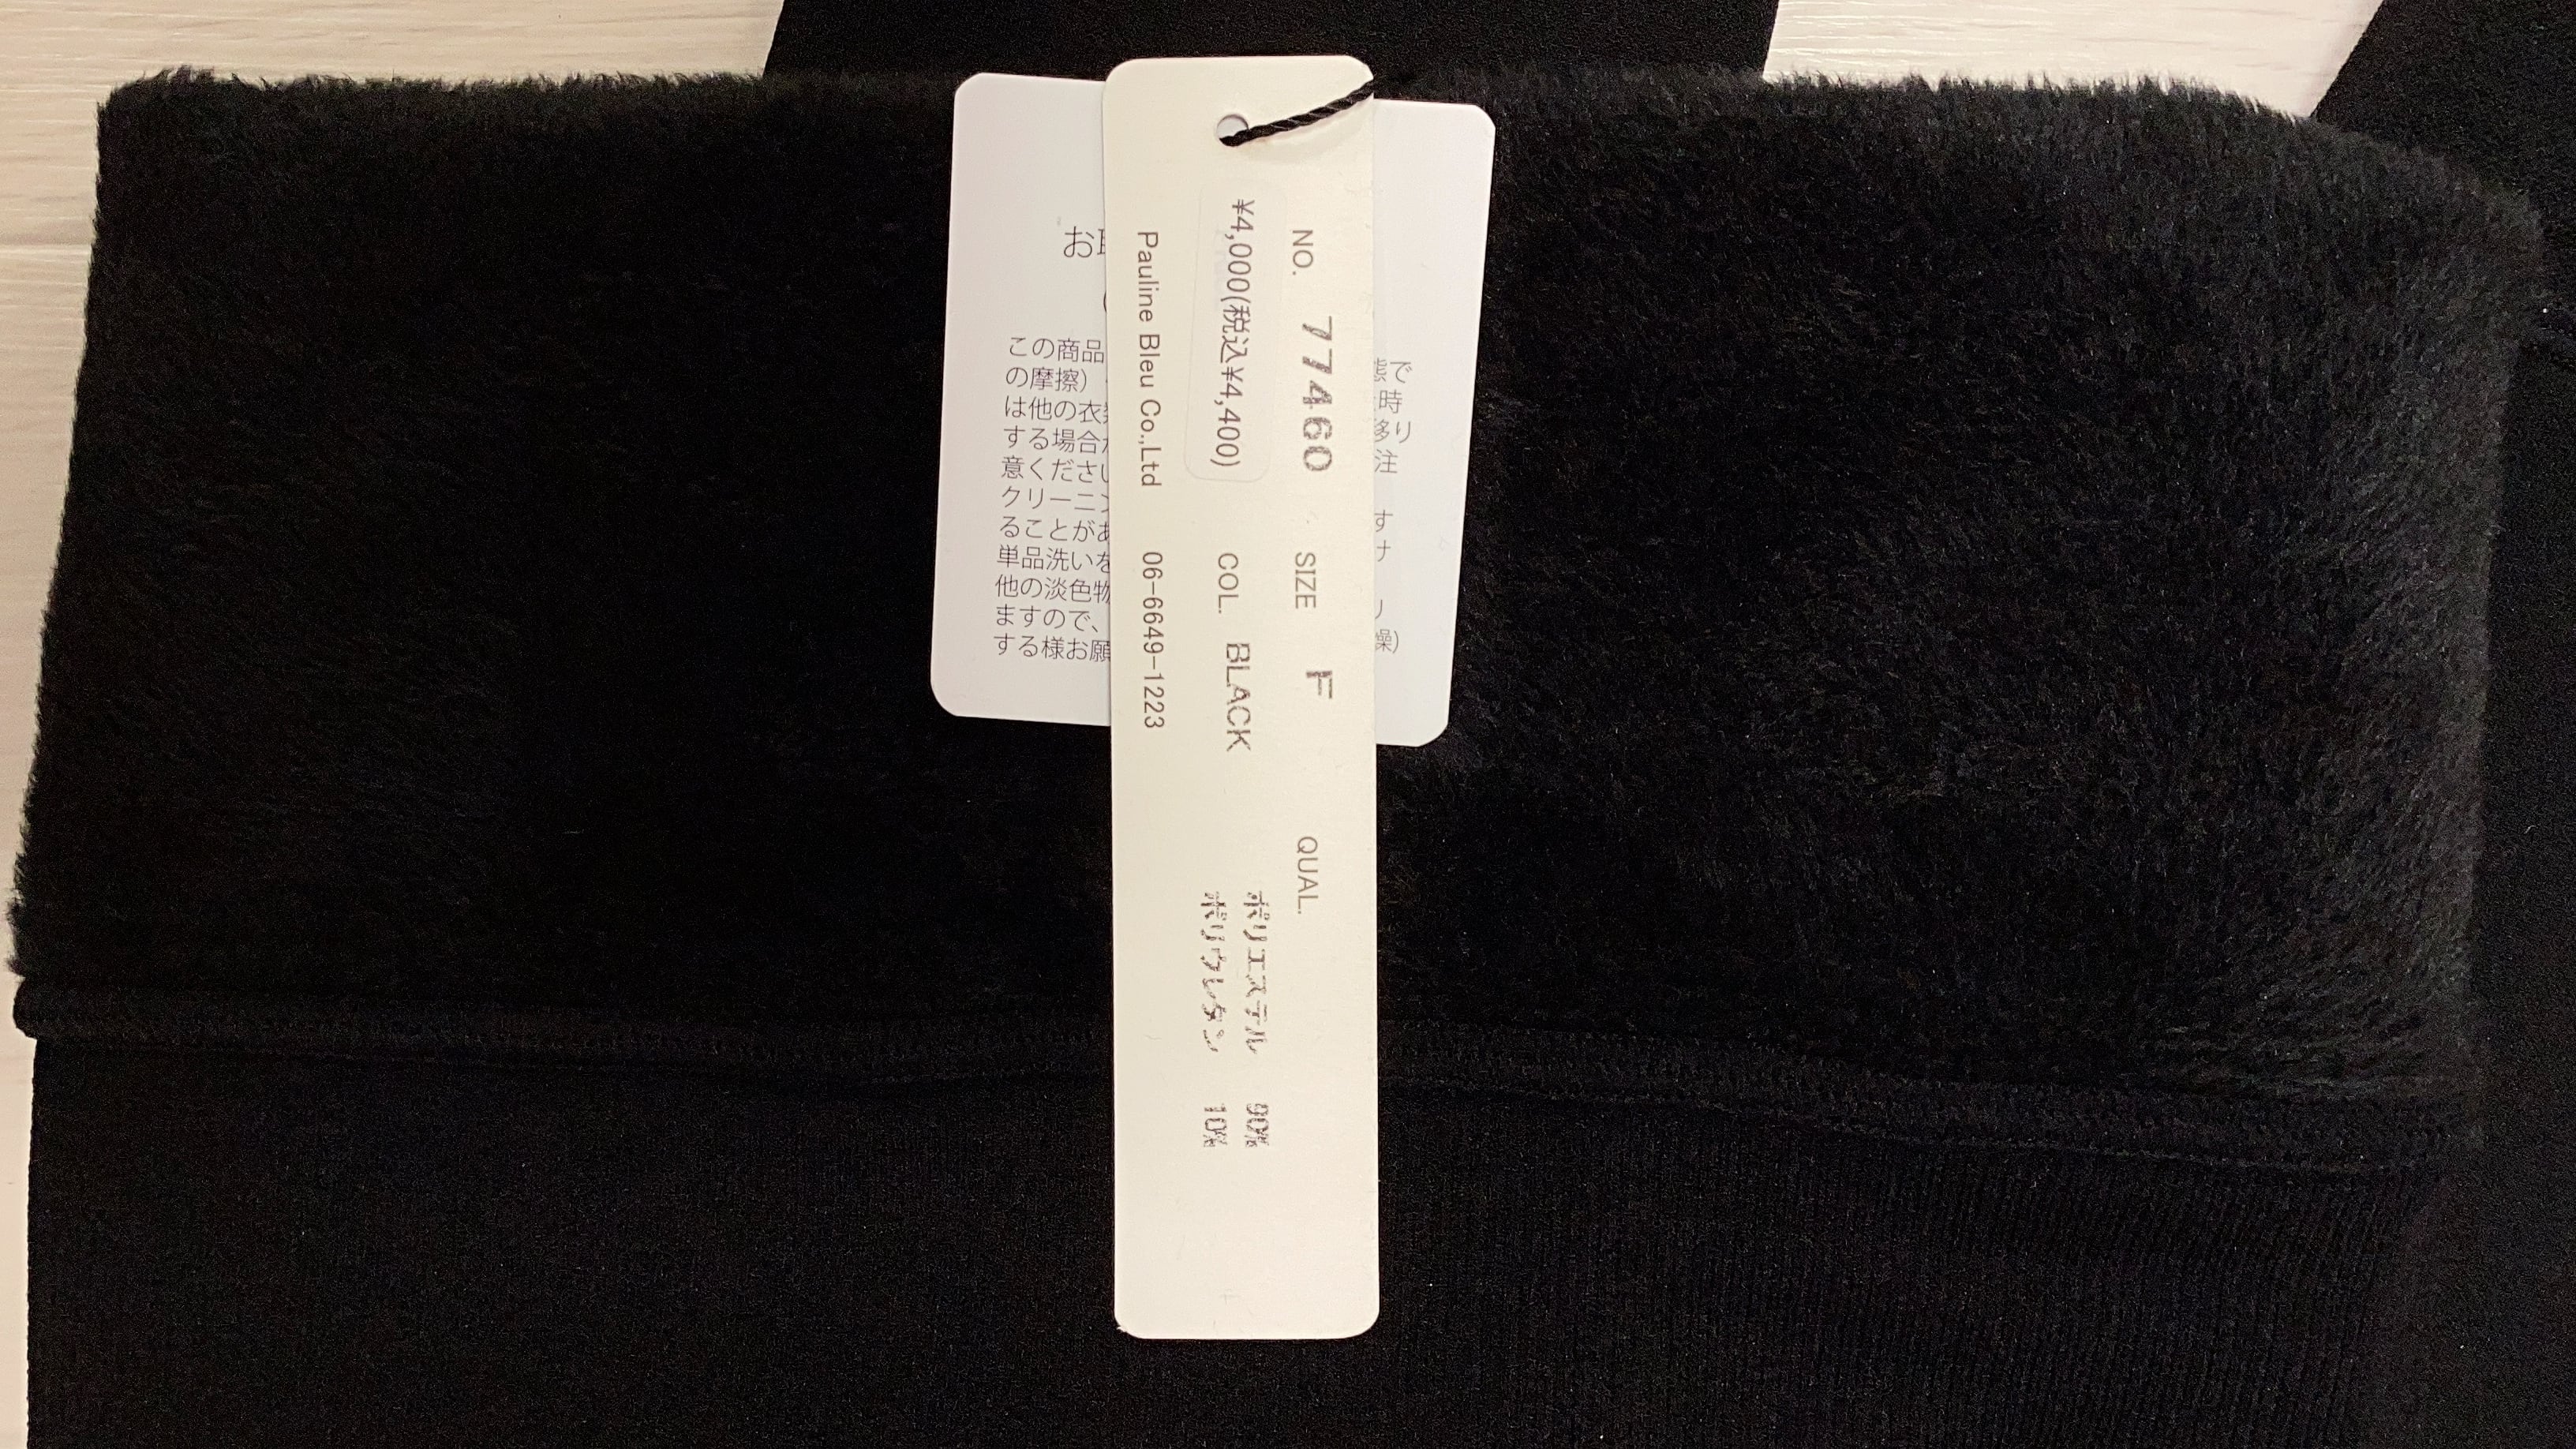 NO. 77460 SIZE F QUAL.
¥4,000(税込¥4,400) COL. BLACK
ポリエステル 90%
ポリウレタン 10%
Pauline Bleu Co.,Ltd 06-6649-1223
お
この商品 で
の摩擦) 時
は他の衣 移り
する場合 注
意くださ
クリーニ す
ることが ナ
単品洗いを
他の淡色物 リ
ますので、 燥)
する様お願